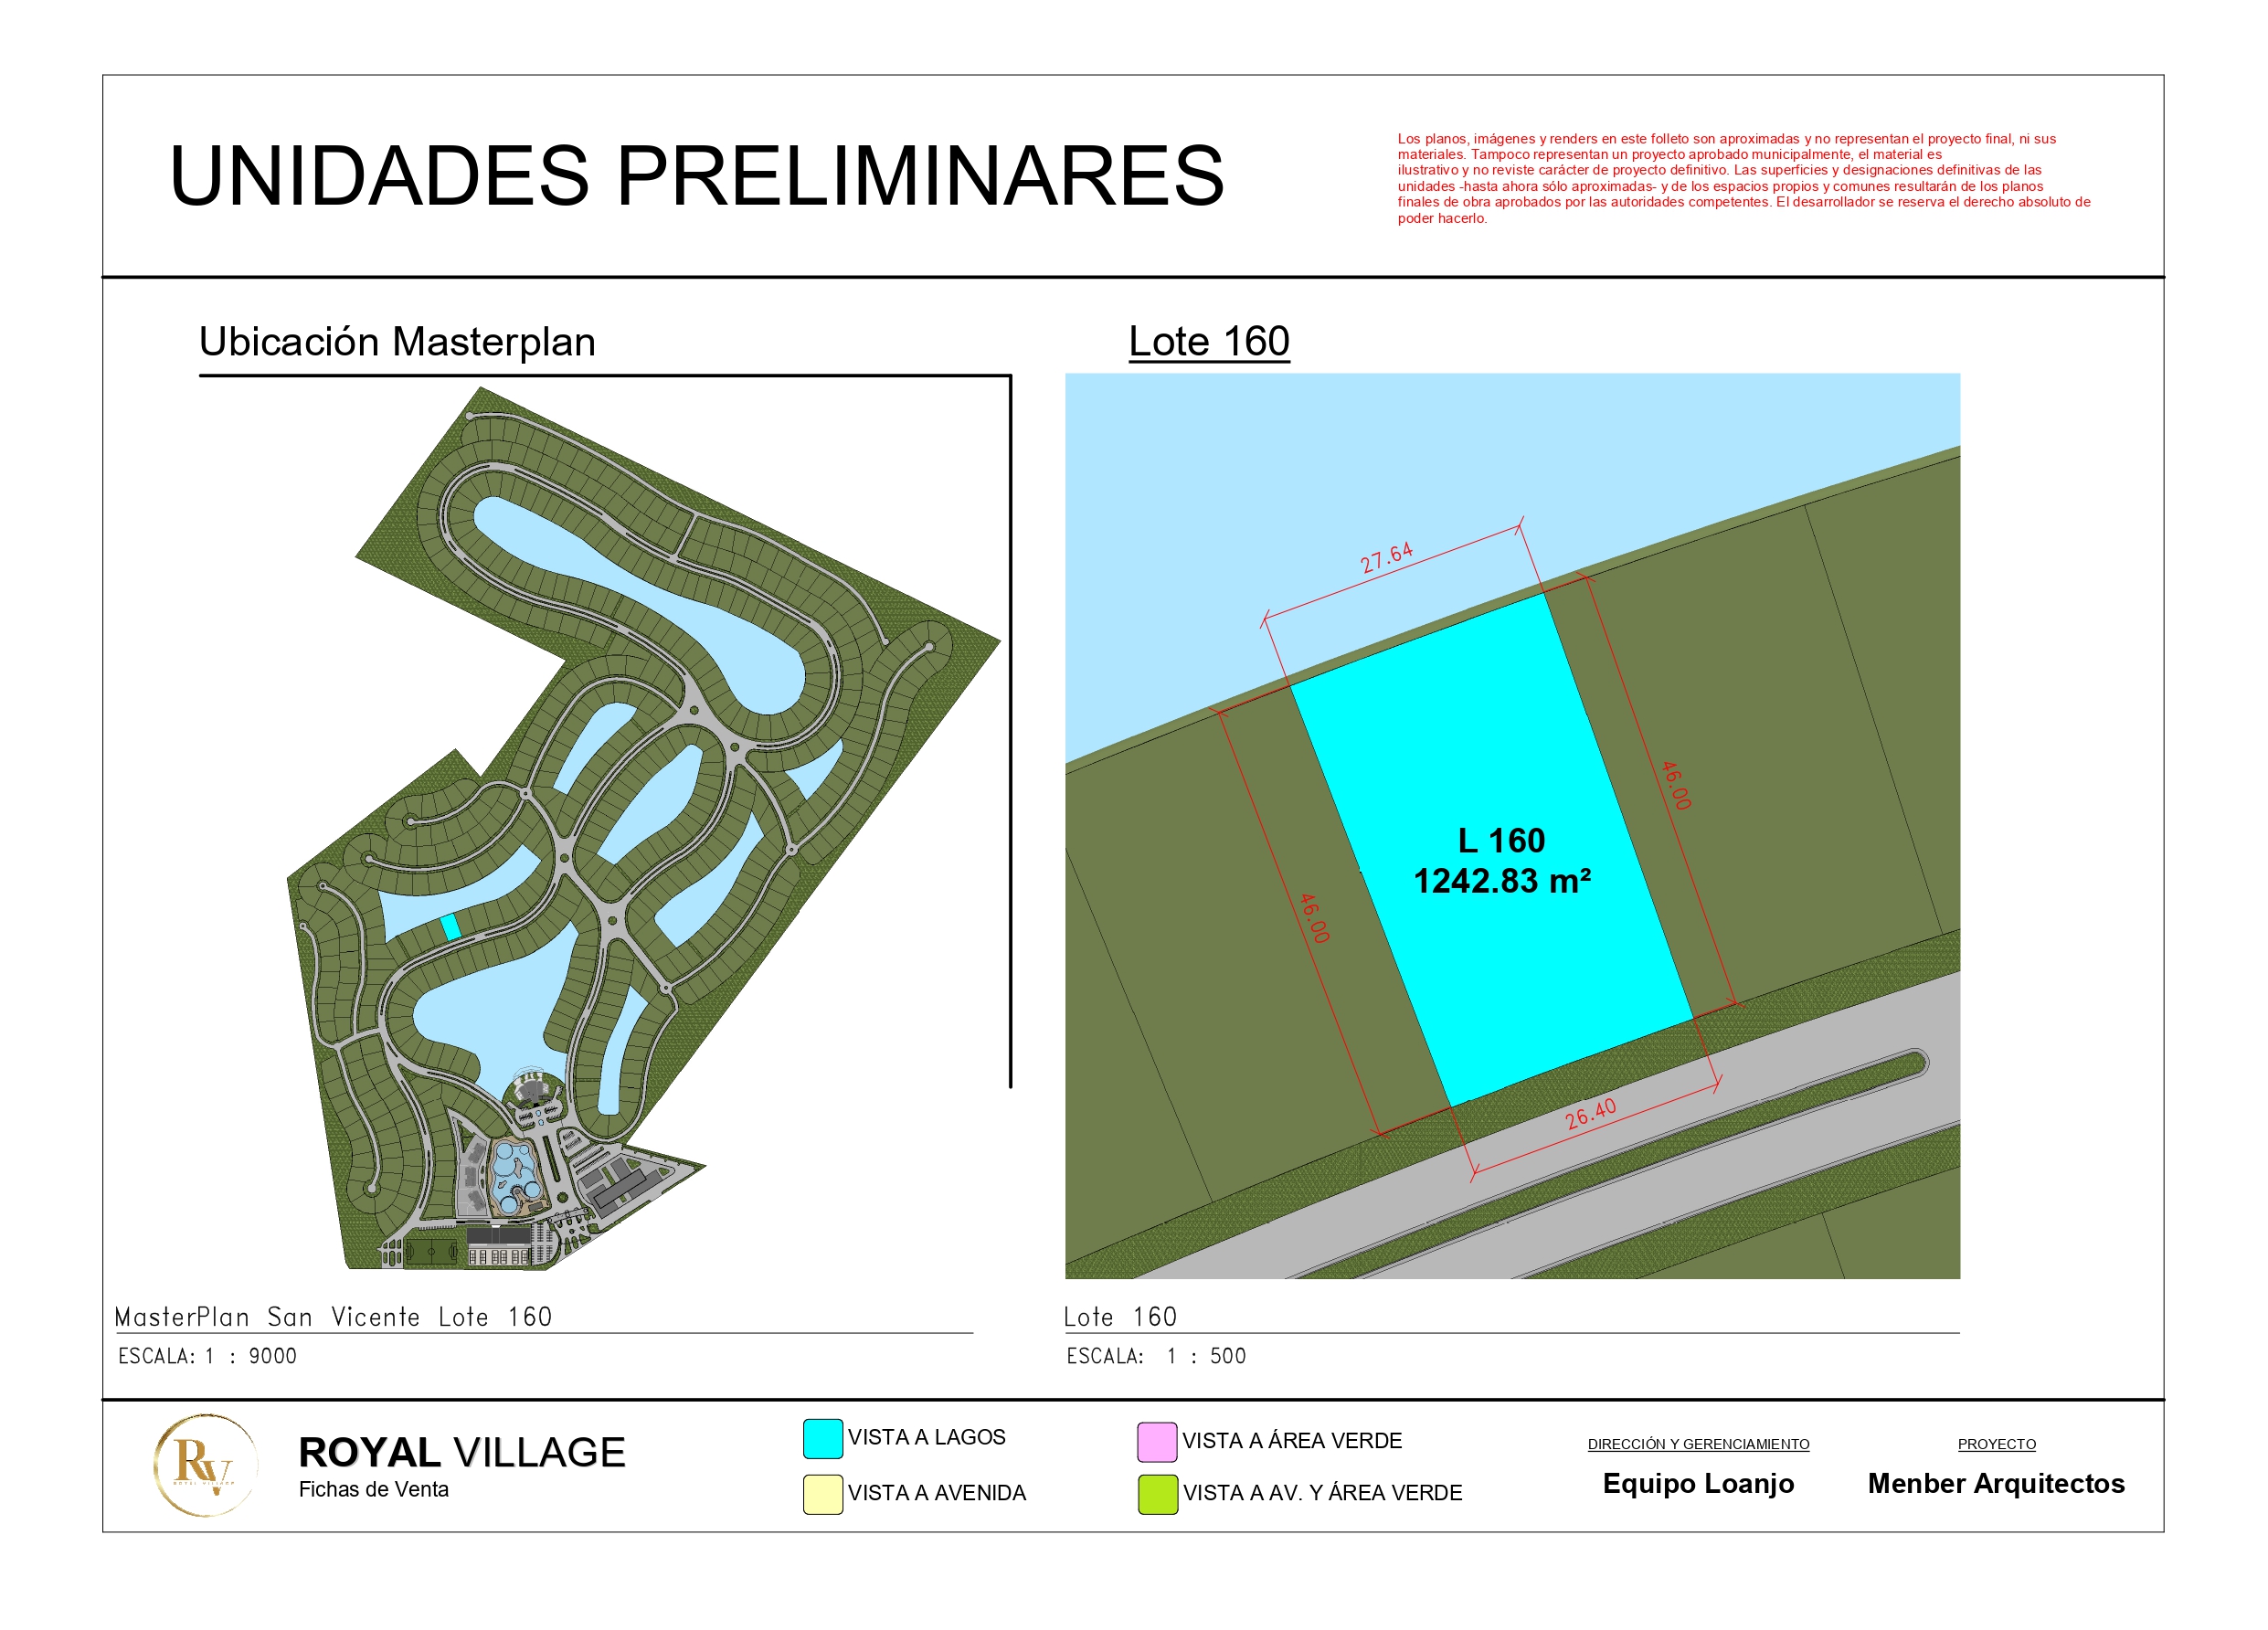 UNIDADES PRELIMINARES
Los planos, imágenes y renders en este folleto son aproximadas y no representan el proyecto final, ni sus
materiales. Tampoco representan un proyecto aprobado municipalmente, el material es
ilustrativo y no reviste carácter de proyecto definitivo. Las superficies y designaciones definitivas de las
unidades -hasta ahora sólo aproximadas- y de los espacios propios y comunes resultarán de los planos
finales de obra aprobados por las autoridades competentes. El desarrollador se reserva el derecho absoluto de
poder hacerlo.
Ubicación Masterplan
Lote 160
27.64
46.00
L 160
1242.83 m²
46.00
26.40
MasterPlan San Vicente Lote 160
ESCALA: 1 : 9000
Lote 160
ESCALA: 1 : 500
RV
ROYAL VILLAGE
ROYAL VILLAGE
Fichas de Venta
VISTA A LAGOS
VISTA A AVENIDA
VISTA A ÁREA VERDE
VISTA A AV. Y ÁREA VERDE
DIRECCIÓN Y GERENCIAMIENTO
Equipo Loanjo
PROYECTO
Menber Arquitectos